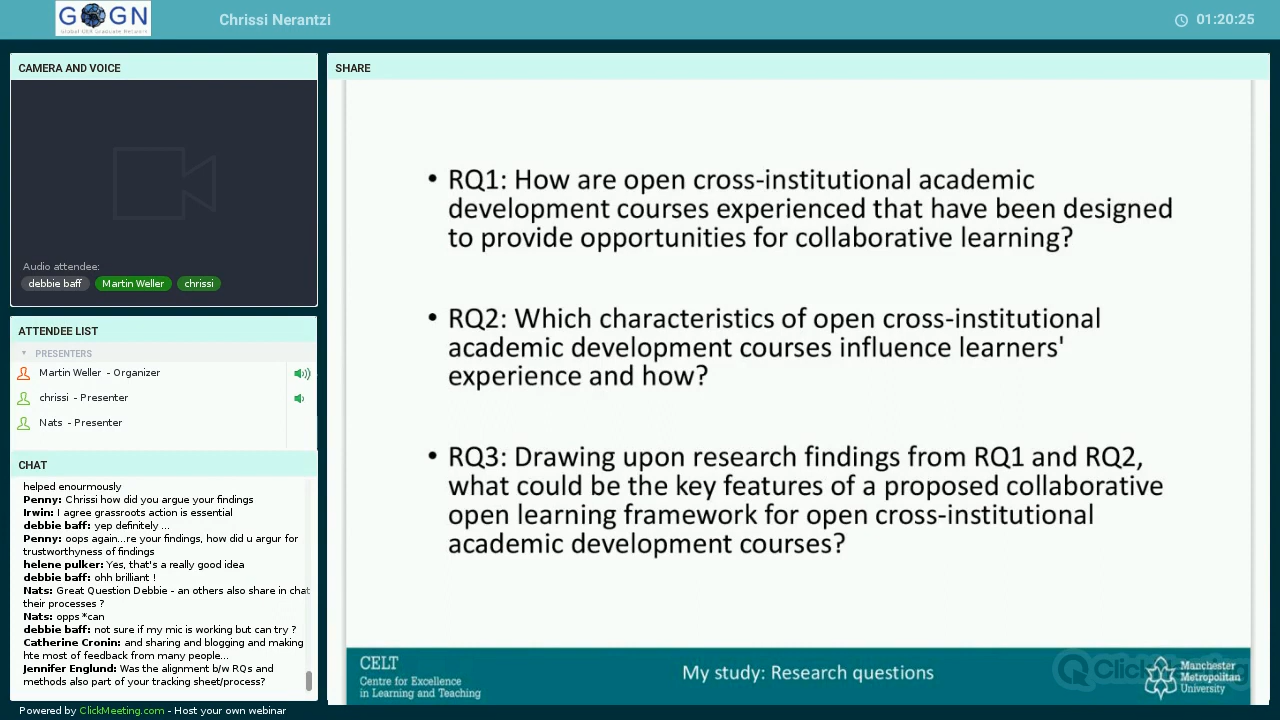 GOGN
Global OER Graduate Network
Chrissi Nerantzi
01:20:25
CAMERA AND VOICE
Audio attendee:
debbie baff
Martin Weller
chrissi
ATTENDEE LIST
PRESENTERS
Martin Weller - Organizer
chrissi - Presenter
Nats - Presenter
CHAT
helped enourmously
Penny: Chrissi how did you argue your findings
Irwin: I agree grassroots action is essential
debbie baff: yep definitely ...
Penny: oops again...re your findings, how did u argur for
trustworthyness of findings
helene pulker: Yes, that's a really good idea
debbie baff: ohh brilliant !
Nats: Great Question Debbie - an others also share in chat
their processes ?
Nats: opps *can
debbie baff: not sure if my mic is working but can try ?
Catherine Cronin: and sharing and blogging and making
hte most of feedback from many people...
Jennifer Englund: Was the alignment b/w RQs and
methods also part of your tracking sheet/process?
Powered by ClickMeeting.com - Host your own webinar
SHARE
• RQ1: How are open cross-institutional academic
development courses experienced that have been designed
to provide opportunities for collaborative learning?
• RQ2: Which characteristics of open cross-institutional
academic development courses influence learners'
experience and how?
• RQ3: Drawing upon research findings from RQ1 and RQ2,
what could be the key features of a proposed collaborative
open learning framework for open cross-institutional
academic development courses?
CELT
Centre for Excellence
in Learning and Teaching
My study: Research questions
ClickMeeting
Manchester
Metropolitan
University